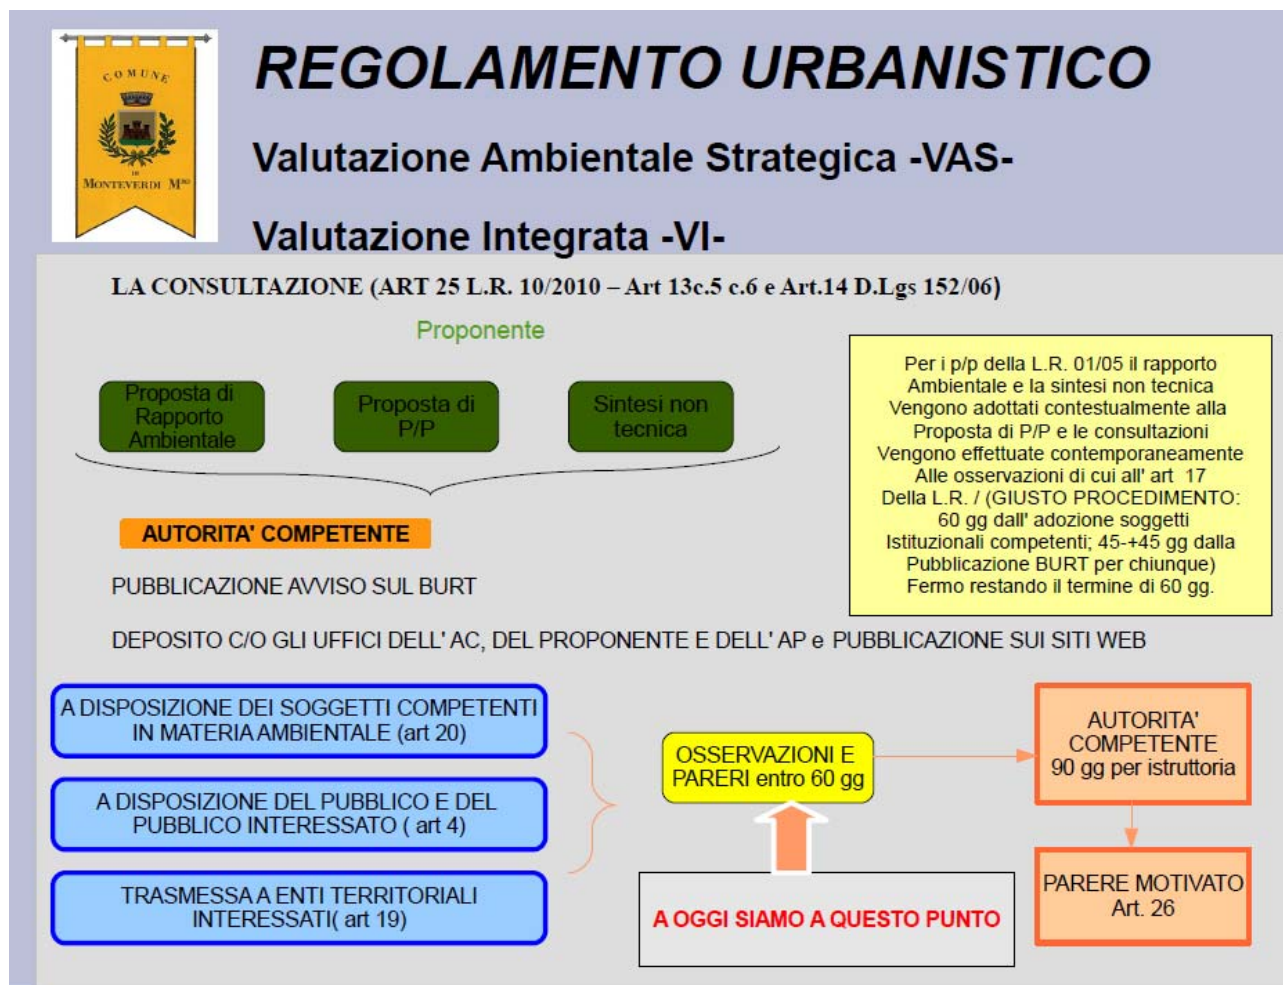 COMUNE
DI
MONTEVERDI Mmo
REGOLAMENTO URBANISTICO
Valutazione Ambientale Strategica -VAS-
Valutazione Integrata -VI-
LA CONSULTAZIONE (ART 25 L.R. 10/2010 – Art 13c.5 c.6 e Art.14 D.Lgs 152/06)
Proponente
Proposta di
Rapporto
Ambientale
Proposta di
P/P
Sintesi non
tecnica
Per i p/p della L.R. 01/05 il rapporto
Ambientale e la sintesi non tecnica
Vengono adottati contestualmente alla
Proposta di P/P e le consultazioni
Vengono effettuate contemporaneamente
Alle osservazioni di cui all' art 17
Della L.R. / (GIUSTO PROCEDIMENTO:
60 gg dall' adozione soggetti
Istituzionali competenti; 45-+45 gg dalla
Pubblicazione BURT per chiunque)
Fermo restando il termine di 60 gg.
AUTORITA' COMPETENTE
PUBBLICAZIONE AVVISO SUL BURT
DEPOSITO C/O GLI UFFICI DELL' AC, DEL PROPONENTE E DELL' AP e PUBBLICAZIONE SUI SITI WEB
A DISPOSIZIONE DEI SOGGETTI COMPETENTI
IN MATERIA AMBIENTALE (art 20)
A DISPOSIZIONE DEL PUBBLICO E DEL
PUBBLICO INTERESSATO ( art 4)
TRASMESSA A ENTI TERRITORIALI
INTERESSATI( art 19)
OSSERVAZIONI E
PARERI entro 60 gg
A OGGI SIAMO A QUESTO PUNTO
AUTORITA'
COMPETENTE
90 gg per istruttoria
PARERE MOTIVATO
Art. 26